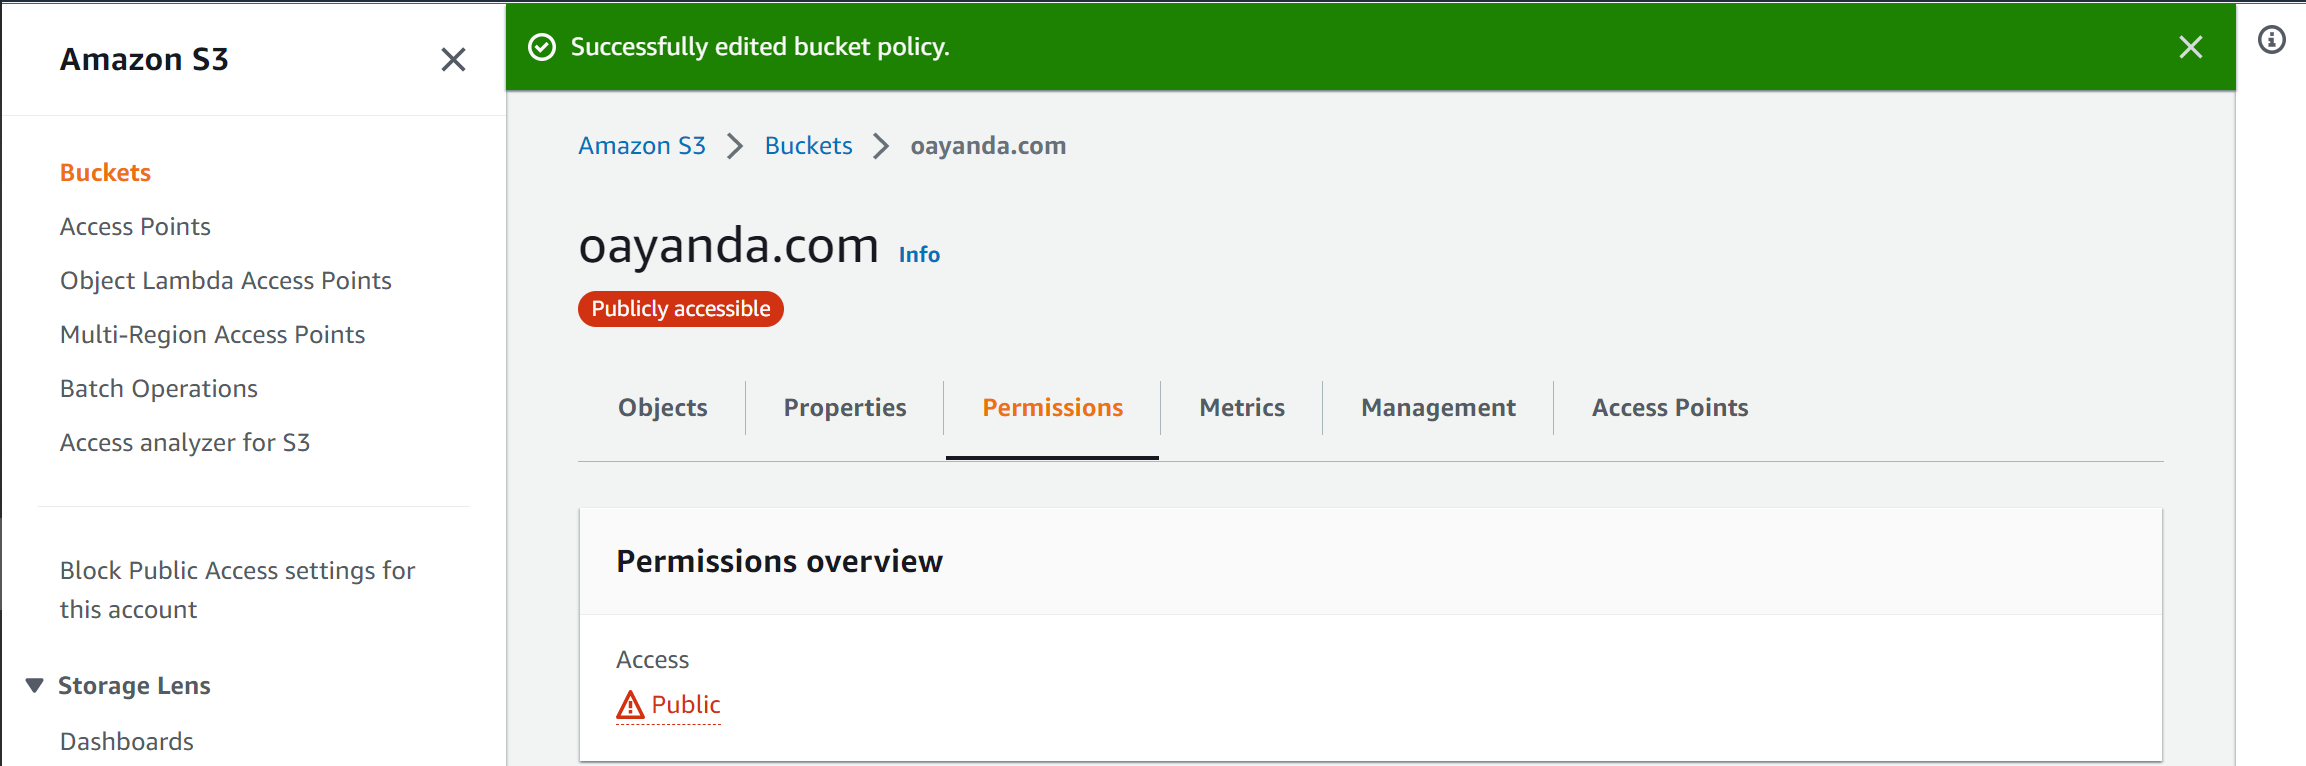 Amazon S3
Buckets
Access Points
Object Lambda Access Points
Multi-Region Access Points
Batch Operations
Access analyzer for S3
Block Public Access settings for
this account
Storage Lens
Dashboards
Successfully edited bucket policy.
Amazon S3 Buckets oayanda.com
oayanda.com Info
Publicly accessible
Objects Properties Permissions Metrics Management Access Points
Permissions overview
Access
Public